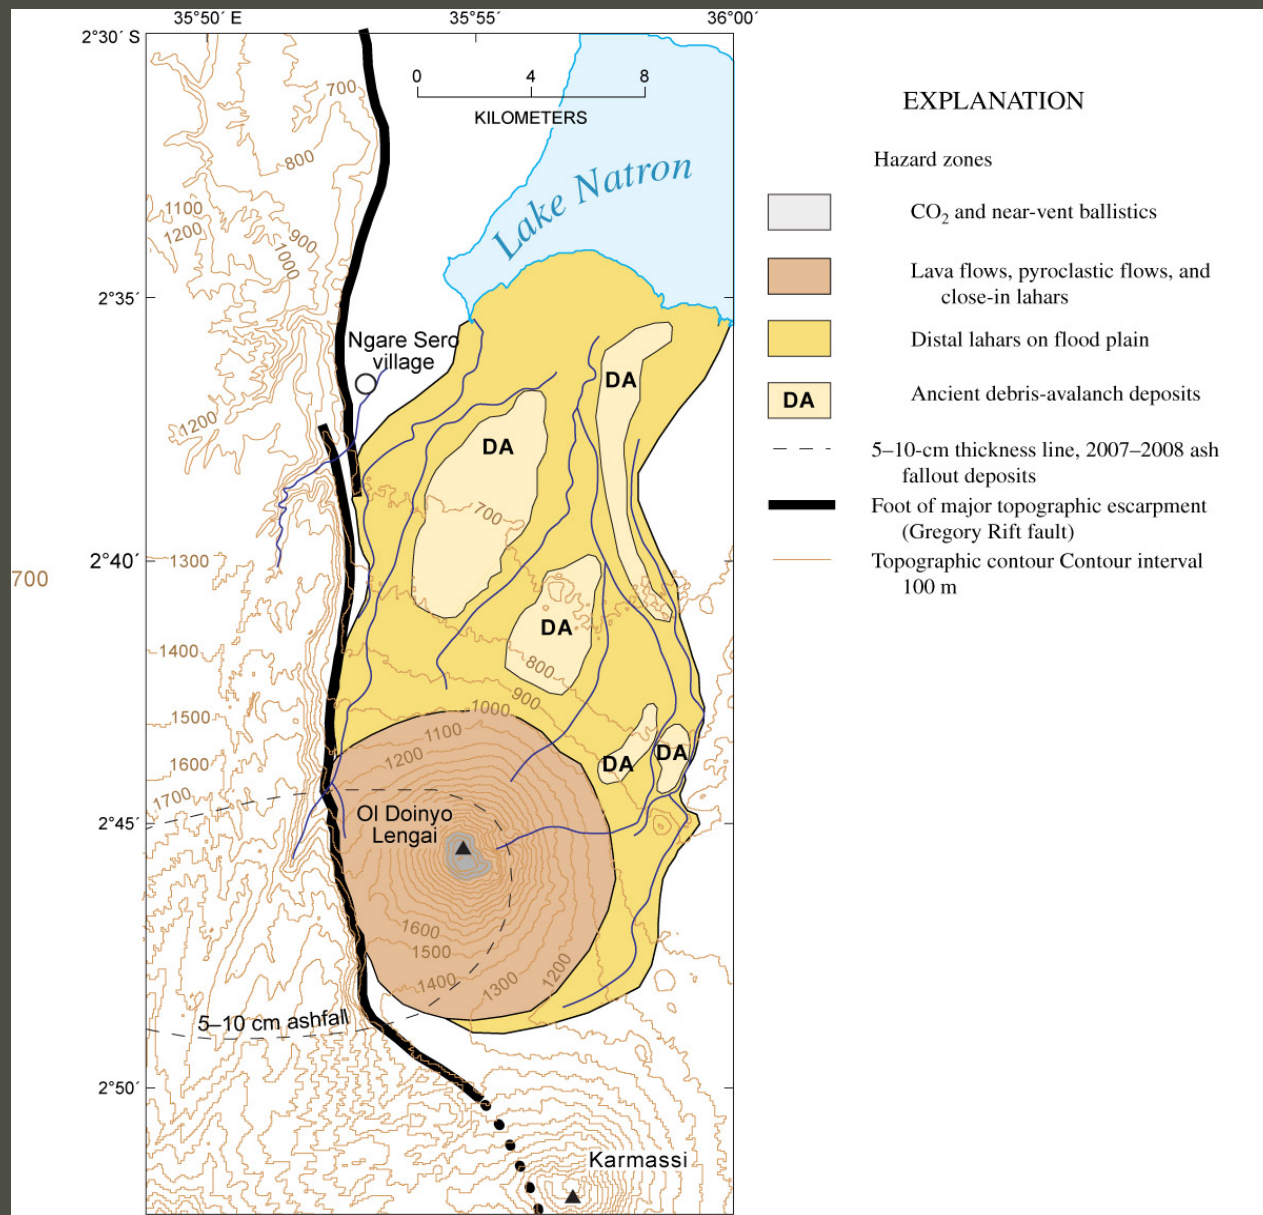 35°50´ E
35°55´
36°00´
2°30´ S
0
4
8
KILOMETERS
700
800
Lake Natron
1100
1200
900
1000
2°35´
Ngare Sero
village
DA
1200
DA
700
2°40´
1300
700
DA
1400
800
900
1000
1500
1100
1200
1600
DA
DA
1700
2°45´
Ol Doinyo
Lengai
1600
1500
1400
1300
1200
5–10 cm ashfall
2°50´
Karmassi
EXPLANATION
Hazard zones
CO₂ and near-vent ballistics
Lava flows, pyroclastic flows, and
close-in lahars
Distal lahars on flood plain
DA Ancient debris-avalanch deposits
5–10-cm thickness line, 2007–2008 ash
fallout deposits
Foot of major topographic escarpment
(Gregory Rift fault)
Topographic contour Contour interval
100 m